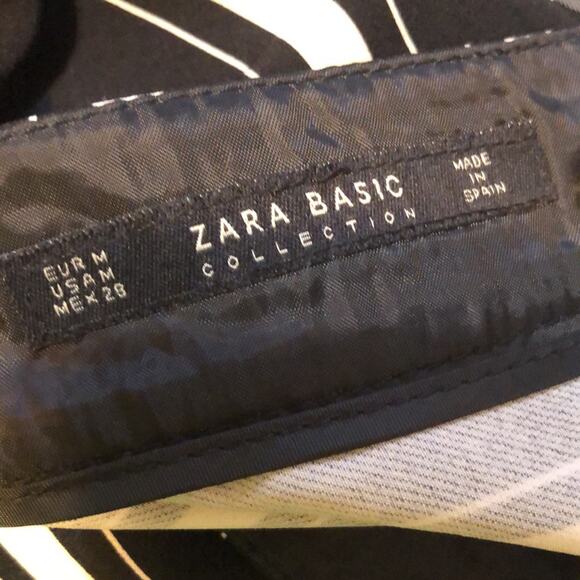 EUR M
USA M
MEX 28
ZARA BASIC
COLLECTION
MADE
IN
SPAIN